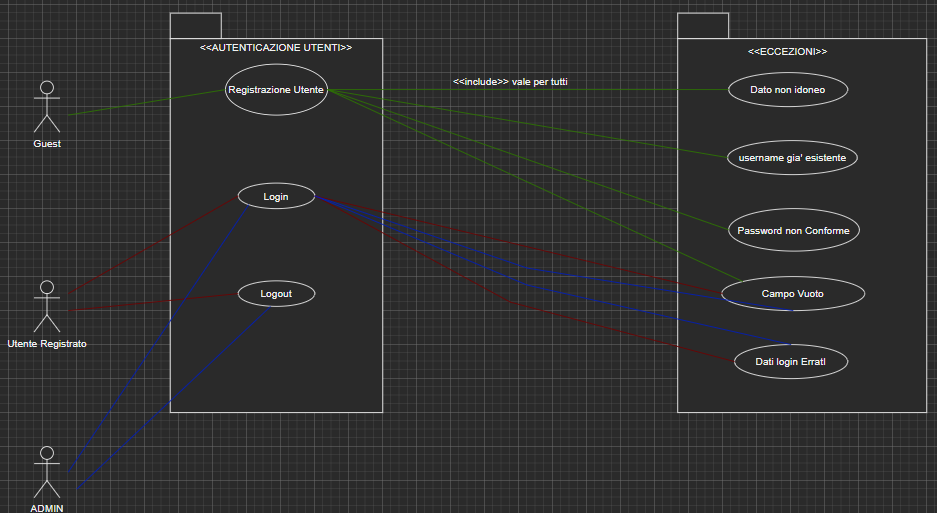 <<AUTENTICAZIONE UTENTI>>
<<ECCEZIONI>>
Registrazione Utente
<<include>> vale per tutti
Dato non idoneo
Guest
username gia' esistente
Login
Password non Conforme
Logout
Campo Vuoto
Utente Registrato
Dati login ErratI
ADMIN